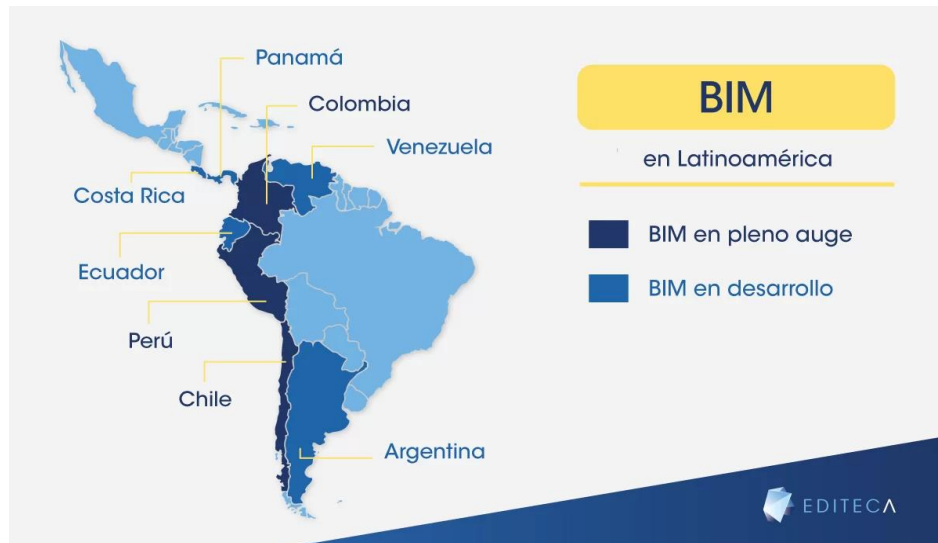 Panamá
Colombia
Venezuela
Costa Rica
Ecuador
Perú
Chile
Argentina
BIM
en Latinoamérica
BIM en pleno auge
BIM en desarrollo
EDITECA